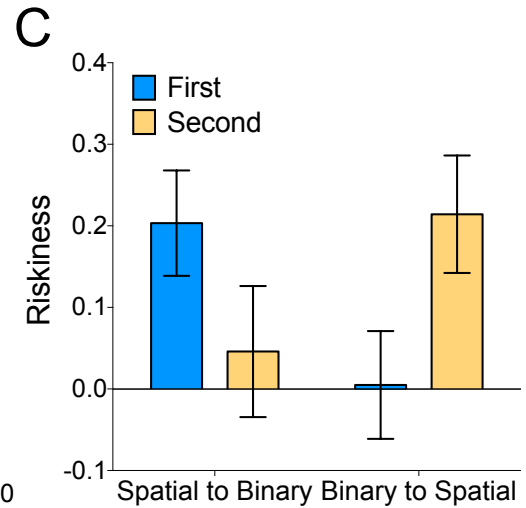 C
0.4
First
Second
0.3
0.2
0.1
0.0
-0.1
Riskiness
0
Spatial to Binary Binary to Spatial